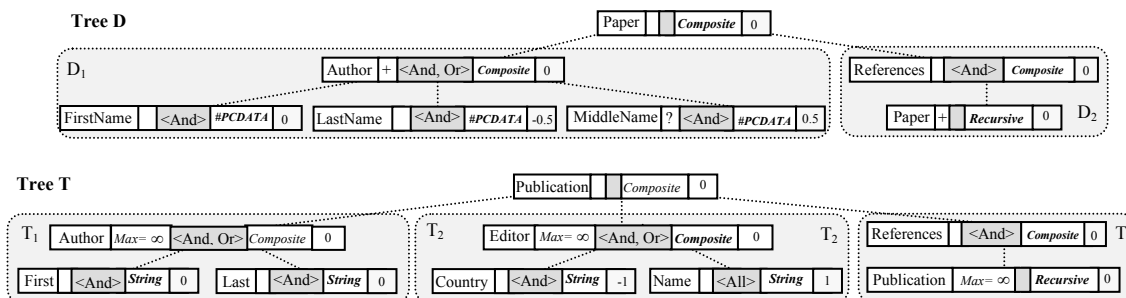 Tree D
Paper Composite 0
D1
Author + <And, Or> Composite 0
References <And> Composite 0
FirstName <And> #PCDATA 0
LastName <And> #PCDATA -0.5
MiddleName ? <And> #PCDATA 0.5
Paper + Recursive 0
D2
Tree T
Publication Composite 0
T1
Author Max= ∞ <And, Or> Composite 0
T2
Editor Max= ∞ <And, Or> Composite 0
T2
References <And> Composite 0
T
First <And> String 0
Last <And> String 0
Country <And> String -1
Name <All> String 1
Publication Max= ∞ Recursive 0